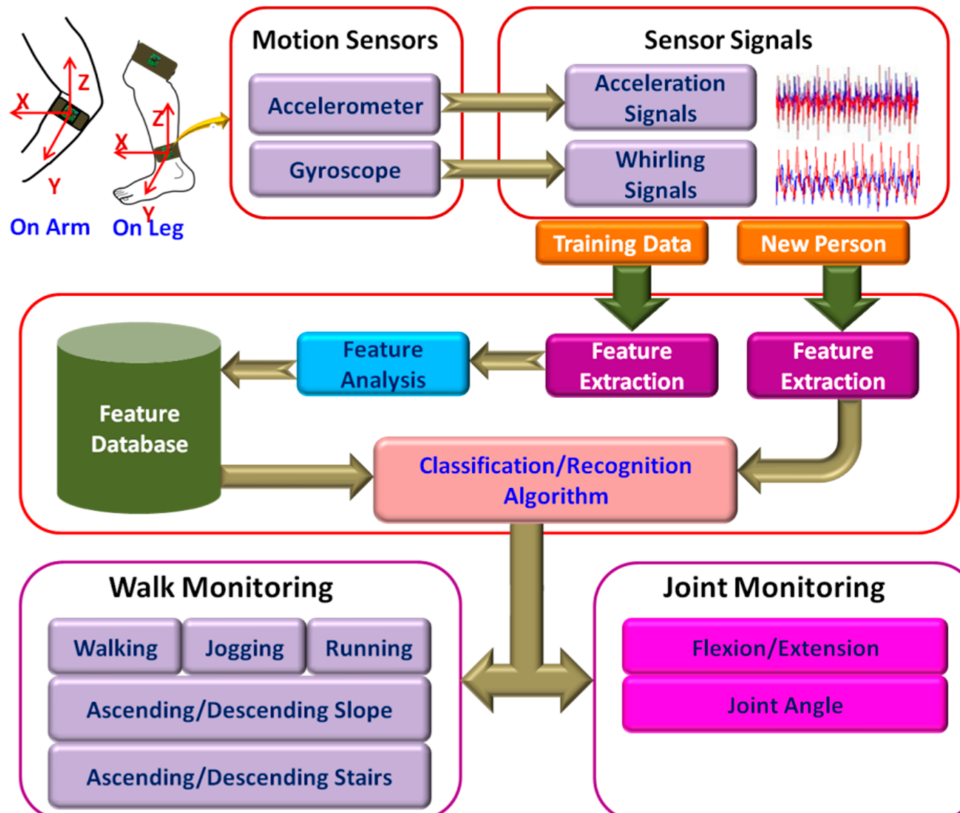 Motion Sensors
Accelerometer
Gyroscope
Sensor Signals
Acceleration
Signals
Whirling
Signals
Z
X
Y
On Arm
Z
X
Y
On Leg
Training Data
New Person
Feature
Extraction
Feature
Extraction
Feature
Analysis
Feature
Database
Classification/Recognition
Algorithm
Walk Monitoring
Walking
Jogging
Running
Ascending/Descending Slope
Ascending/Descending Stairs
Joint Monitoring
Flexion/Extension
Joint Angle